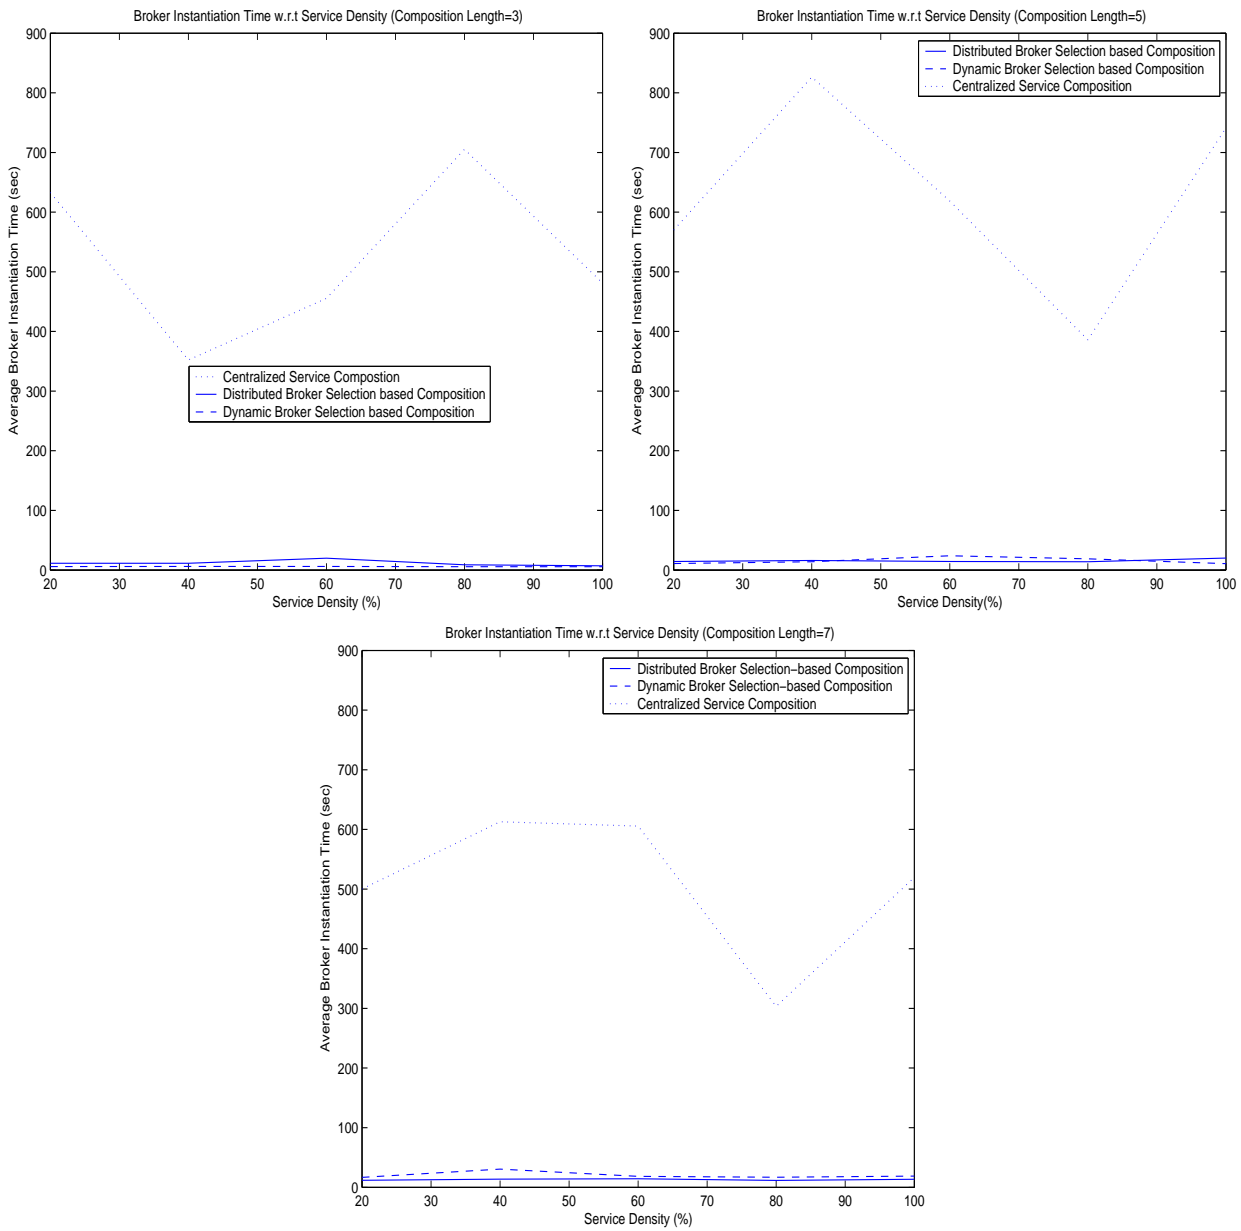 Broker Instantiation Time w.r.t Service Density (Composition Length=3)
900
800
700
600
500
400
300
200
100
0
20 30 40 50 60 70 80 90 100
Average Broker Instantiation Time (sec)
Service Density (%)
Centralized Service Compostion
Distributed Broker Selection based Composition
Dynamic Broker Selection based Composition
Broker Instantiation Time w.r.t Service Density (Composition Length=5)
900
800
700
600
500
400
300
200
100
0
20 30 40 50 60 70 80 90 100
Average Broker Instantiation Time (sec)
Service Density(%)
Distributed Broker Selection based Composition
Dynamic Broker Selection based Composition
Centralized Service Composition
Broker Instantiation Time w.r.t Service Density (Composition Length=7)
900
800
700
600
500
400
300
200
100
0
20 30 40 50 60 70 80 90 100
Average Broker Instantiation Time (sec)
Service Density (%)
Distributed Broker Selection−based Composition
Dynamic Broker Selection−based Composition
Centralized Service Composition